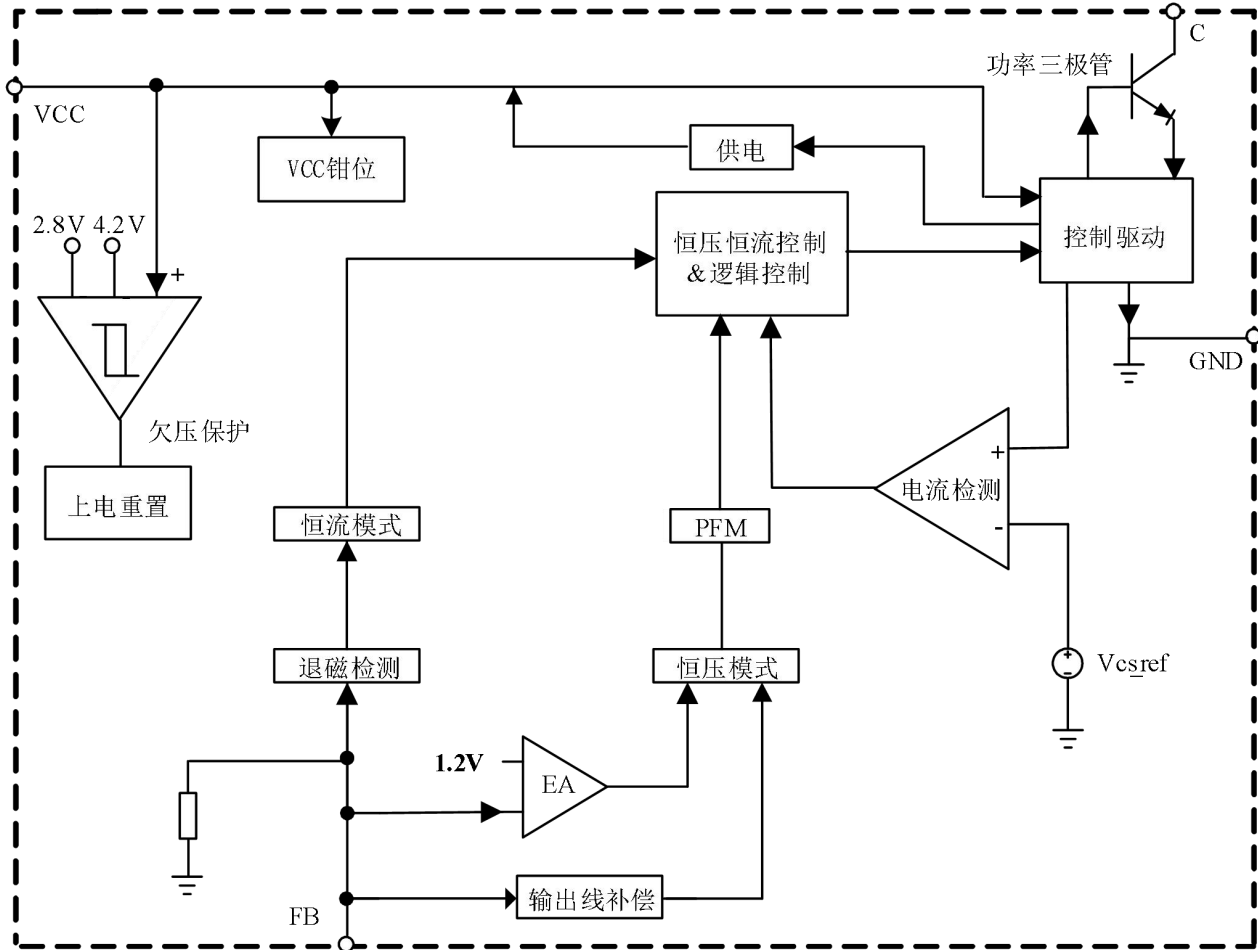 C
功率三极管
VCC
VCC钳位
供电
2.8V 4.2V
+
恒压恒流控制
&逻辑控制
控制驱动
GND
欠压保护
上电重置
恒流模式
PFM
+
电流检测
-
退磁检测
恒压模式
+
-
Vcs_ref
1.2V
EA
FB
输出线补偿